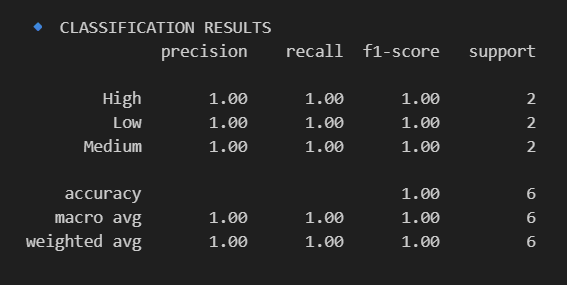 🔹 CLASSIFICATION RESULTS
precision recall f1-score support
High 1.00 1.00 1.00 2
Low 1.00 1.00 1.00 2
Medium 1.00 1.00 1.00 2
accuracy 1.00 6
macro avg 1.00 1.00 1.00 6
weighted avg 1.00 1.00 1.00 6